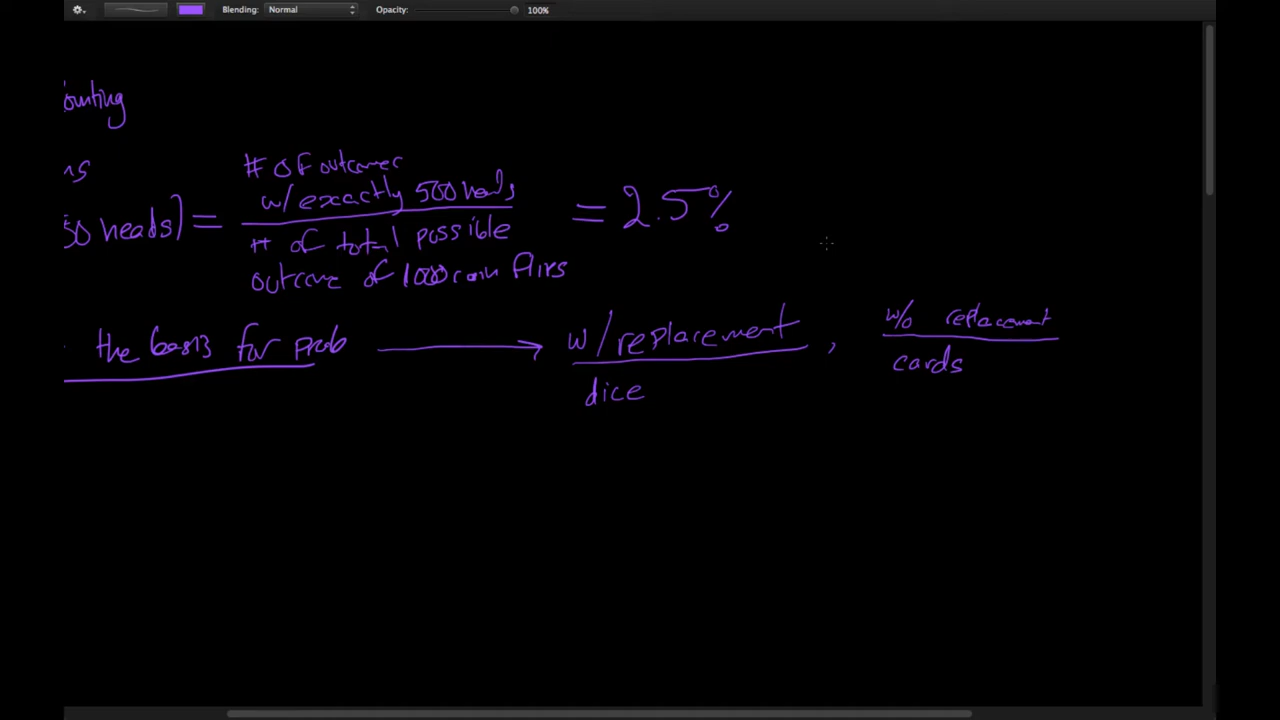 Blending: Normal Opacity: 100%
ounting
ns
# of outcomes
w/ exactly 500 heads
50 heads) = = 2.5%
# of total possible
outcome of 1000 coin flips
the basis for prob w/ replacement , w/o replacement
dice cards